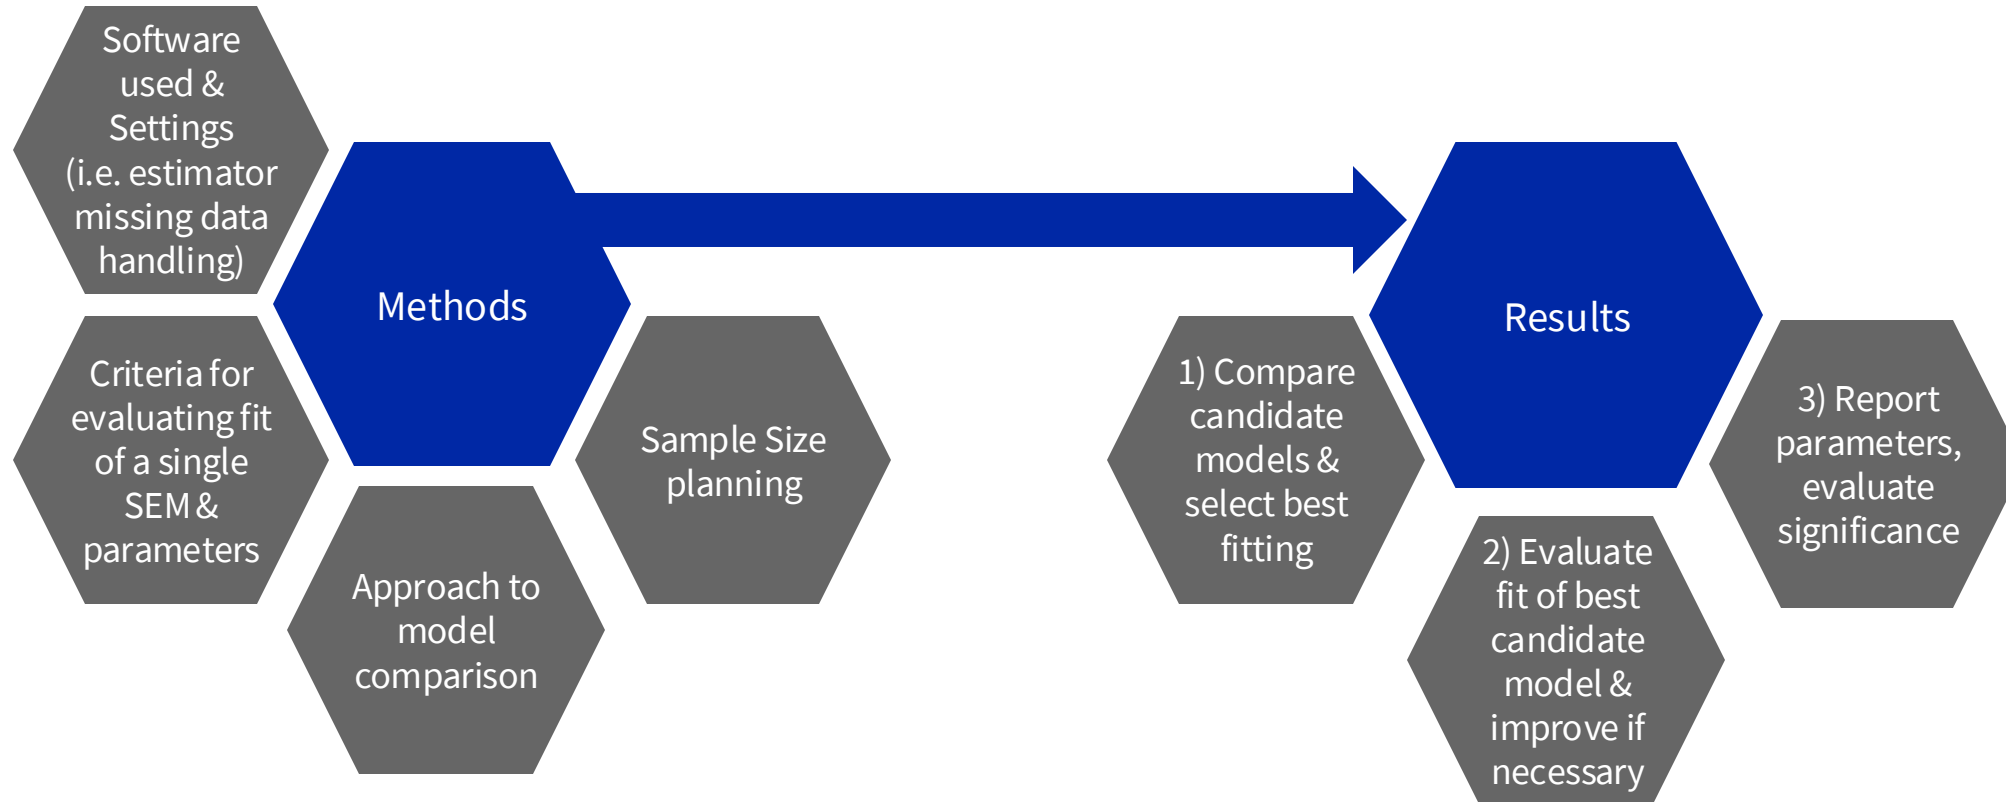 Software
used &
Settings
(i.e. estimator
missing data
handling)
Methods
Criteria for
evaluating fit
of a single
SEM &
parameters
Approach to
model
comparison
Sample Size
planning
Results
1) Compare
candidate
models &
select best
fitting
2) Evaluate
fit of best
candidate
model &
improve if
necessary
3) Report
parameters,
evaluate
significance